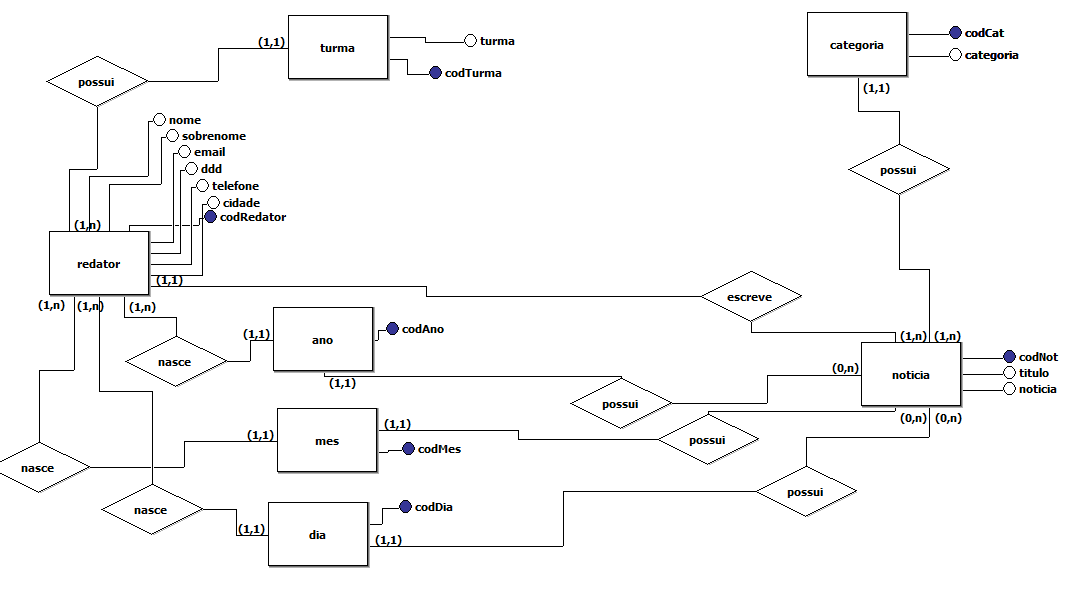 (1,1)
turma
turma
codTurma
possui
categoria
codCat
categoria
(1,1)
possui
nome
sobrenome
email
ddd
telefone
cidade
codRedator
(1,n)
redator
(1,1)
(1,n)
(1,n)
(1,n)
escreve
(1,n)
(1,n)
nasce
(1,1)
ano
codAno
(1,1)
possui
(0,n)
noticia
codNot
titulo
noticia
(0,n)
(0,n)
nasce
(1,1)
mes
(1,1)
codMes
possui
nasce
(1,1)
dia
codDia
(1,1)
possui